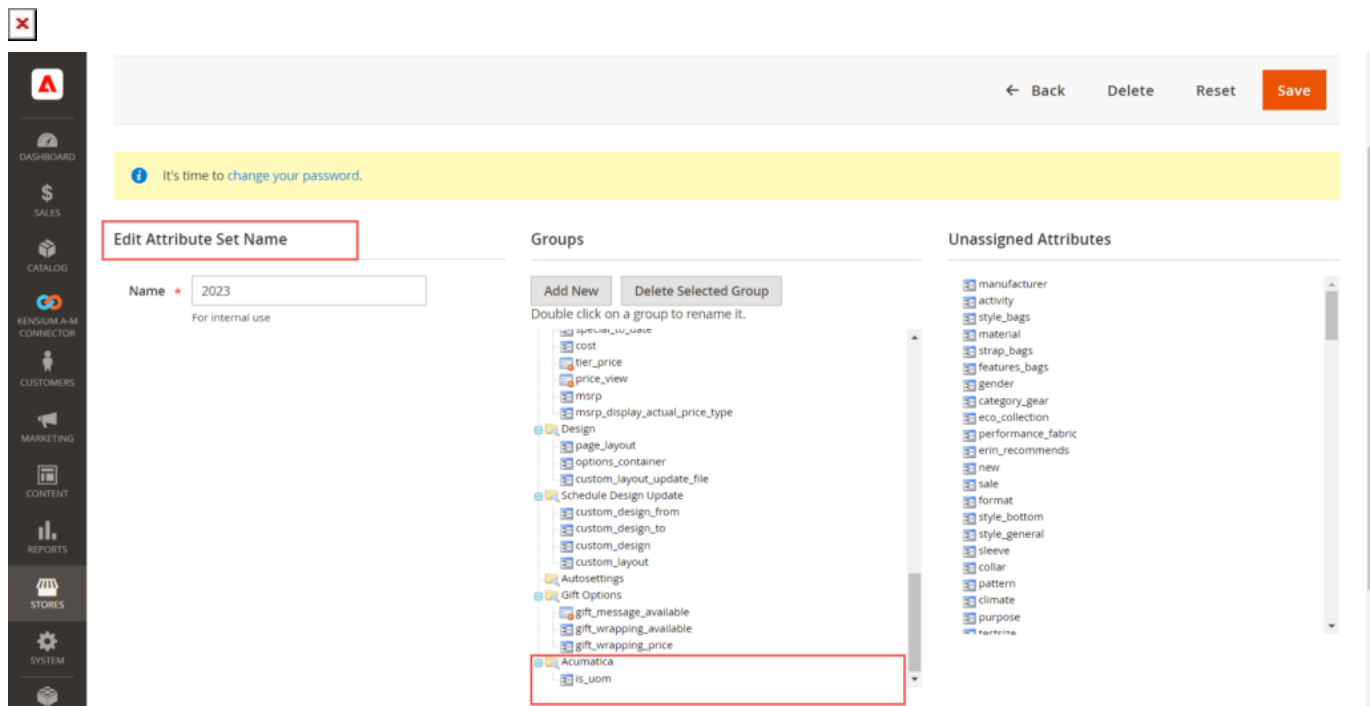 ← Back Delete Reset Save
DASHBOARD
It's time to change your password.
SALES
Edit Attribute Set Name
Groups
Unassigned Attributes
CATALOG
Name * 2023
For internal use
KENSIUM A-M
CONNECTOR
CUSTOMERS
MARKETING
CONTENT
REPORTS
STORES
SYSTEM
Add New Delete Selected Group
Double click on a group to rename it.
special_to_date
cost
tier_price
price_view
msrp
msrp_display_actual_price_type
Design
page_layout
options_container
custom_layout_update_file
Schedule Design Update
custom_design_from
custom_design_to
custom_design
custom_layout
Autosettings
Gift Options
gift_message_available
gift_wrapping_available
gift_wrapping_price
Acumatica
is_uom
manufacturer
activity
style_bags
material
strap_bags
features_bags
gender
category_gear
eco_collection
performance_fabric
erin_recommends
new
sale
format
style_bottom
style_general
sleeve
collar
pattern
climate
purpose